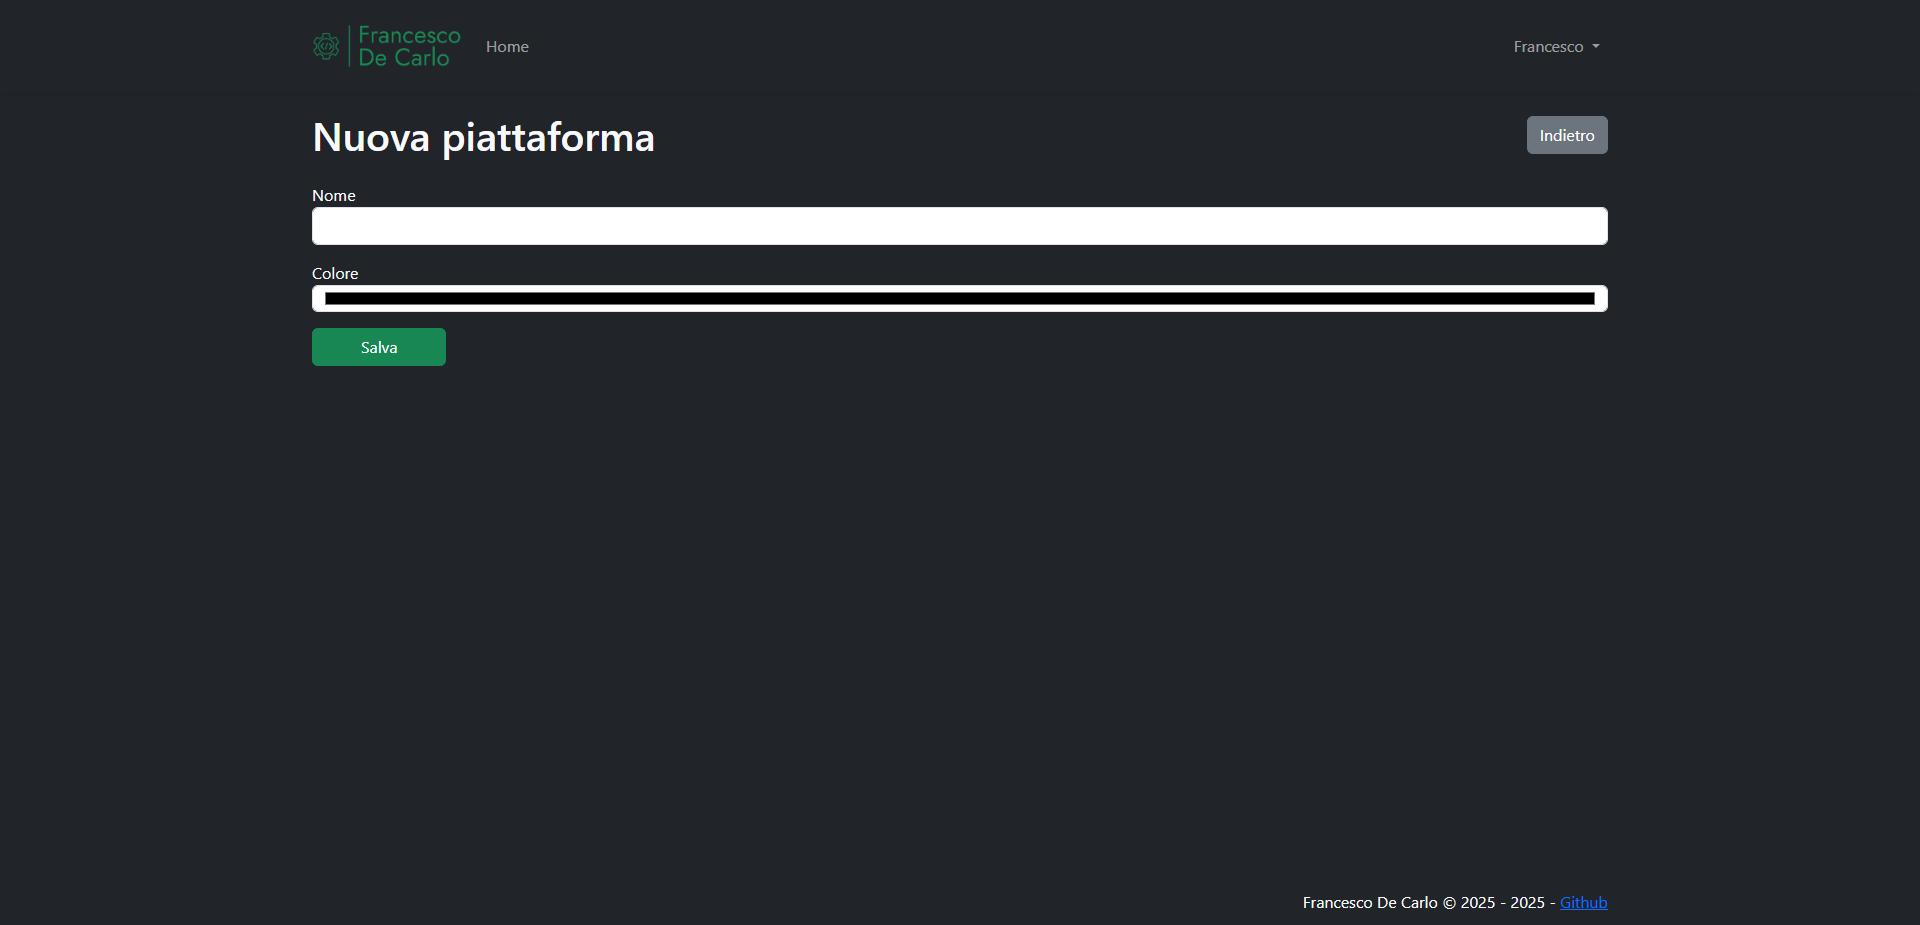 Francesco
De Carlo
Home
Francesco
Nuova piattaforma
Indietro
Nome
Colore
Salva
Francesco De Carlo © 2025 - 2025 - Github